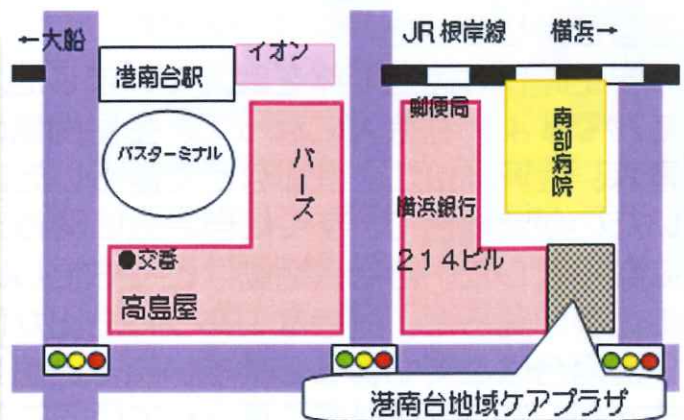 ←大船
JR根岸線
横浜→
港南台駅
イオン
バスターミナル
バーズ
郵便局
南部病院
横浜銀行
●交番
214ビル
高島屋
港南台地域ケアプラザ